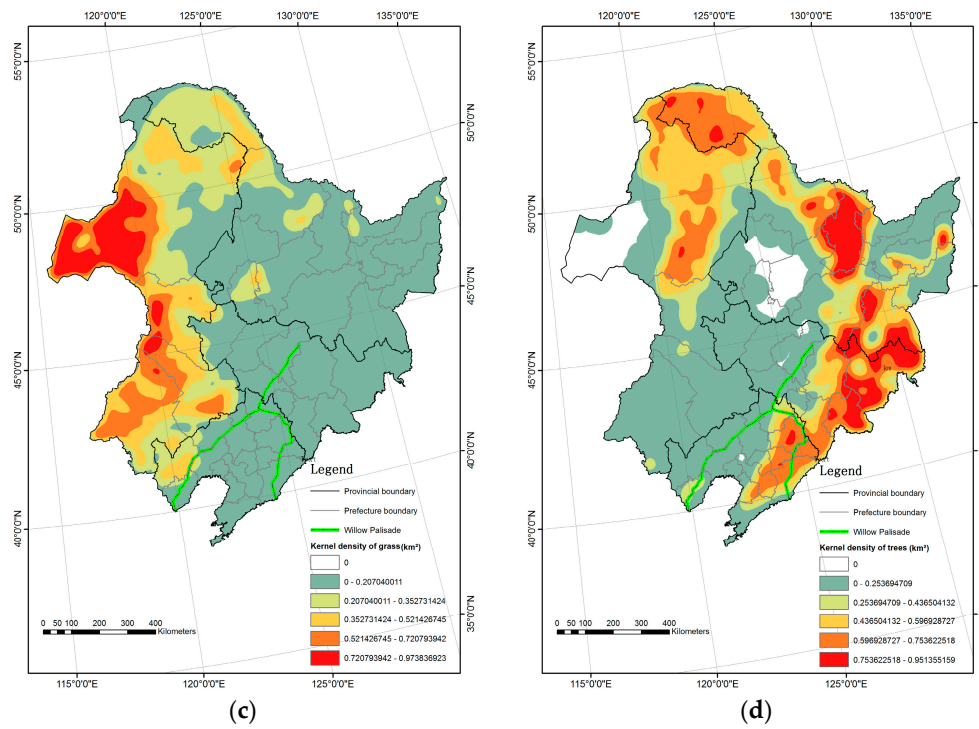 120°0'0"E
125°0'0"E
130°0'0"E
135°0'0"E
55°0'0"N
50°0'0"N
45°0'0"N
40°0'0"N
50°0'0"N
45°0'0"N
40°0'0"N
35°0'0"N
Legend
Provincial boundary
Prefecture boundary
Willow Palisade
Kernel density of grass(km²)
0
0 - 0.207040011
0.207040011 - 0.352731424
0.352731424 - 0.521426745
0.521426745 - 0.720793942
0.720793942 - 0.973836923
0 50 100 200 300 400
Kilometers
115°0'0"E
120°0'0"E
125°0'0"E
(c)
120°0'0"E
125°0'0"E
130°0'0"E
135°0'0"E
55°0'0"N
50°0'0"N
45°0'0"N
40°0'0"N
50°0'0"N
45°0'0"N
40°0'0"N
35°0'0"N
km
Legend
Provincial boundary
Prefecture boundary
Willow Palisade
Kernel density of trees (km²)
0
0 - 0.253694709
0.253694709 - 0.436504132
0.436504132 - 0.596928727
0.596928727 - 0.753622518
0.753622518 - 0.951355159
0 50 100 200 300 400
Kilometers
115°0'0"E
120°0'0"E
125°0'0"E
(d)